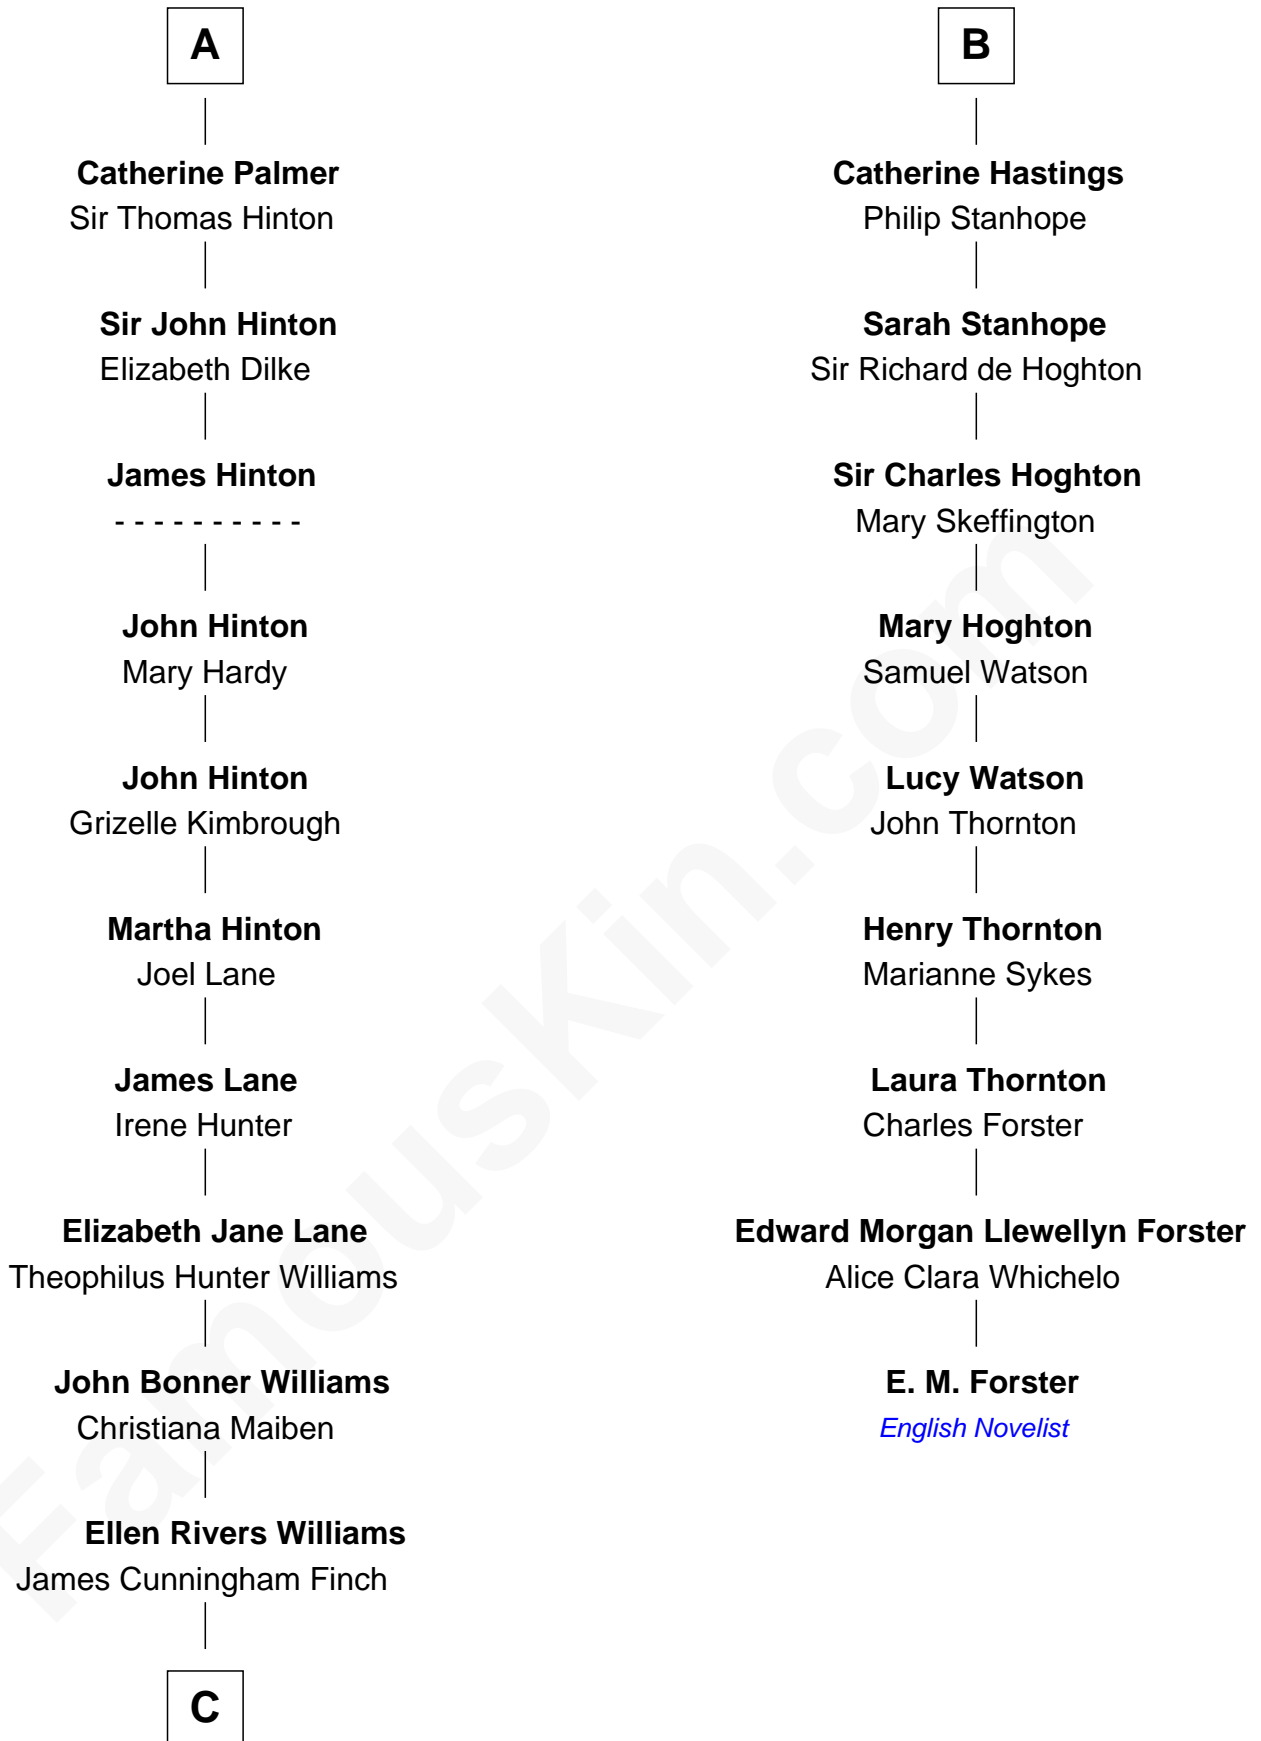 A
Catherine Palmer
Sir Thomas Hinton
Sir John Hinton
Elizabeth Dilke
James Hinton
- - - - - - - - - -
John Hinton
Mary Hardy
John Hinton
Grizelle Kimbrough
Martha Hinton
Joel Lane
James Lane
Irene Hunter
Elizabeth Jane Lane
Theophilus Hunter Williams
John Bonner Williams
Christiana Maiben
Ellen Rivers Williams
James Cunningham Finch
C
B
Catherine Hastings
Philip Stanhope
Sarah Stanhope
Sir Richard de Hoghton
Sir Charles Hoghton
Mary Skeffington
Mary Hoghton
Samuel Watson
Lucy Watson
John Thornton
Henry Thornton
Marianne Sykes
Laura Thornton
Charles Forster
Edward Morgan Llewellyn Forster
Alice Clara Whichelo
E. M. Forster
English Novelist
FamousKin.com